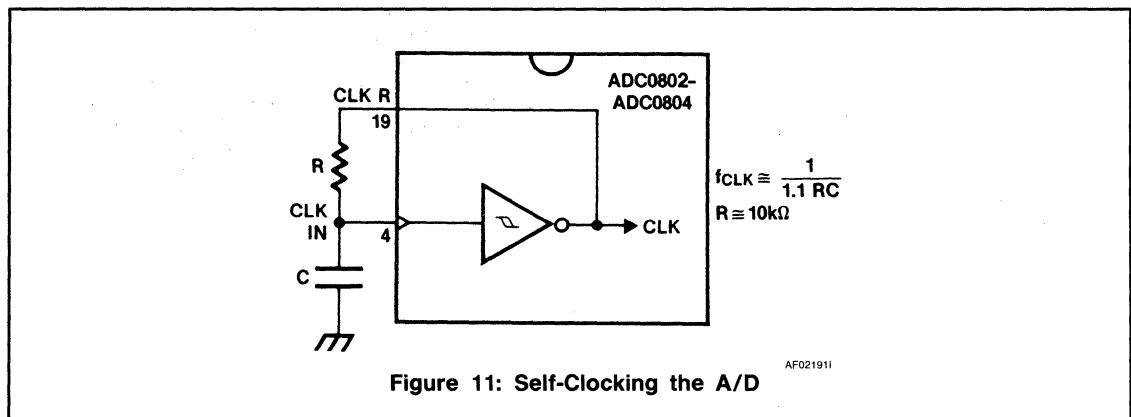 ADC0802–
ADC0804
CLK R
19
R
CLK
IN
4
C
CLK
fCLK ≅ 1
1.1 RC
R ≅ 10kΩ
AF02191I
Figure 11: Self-Clocking the A/D